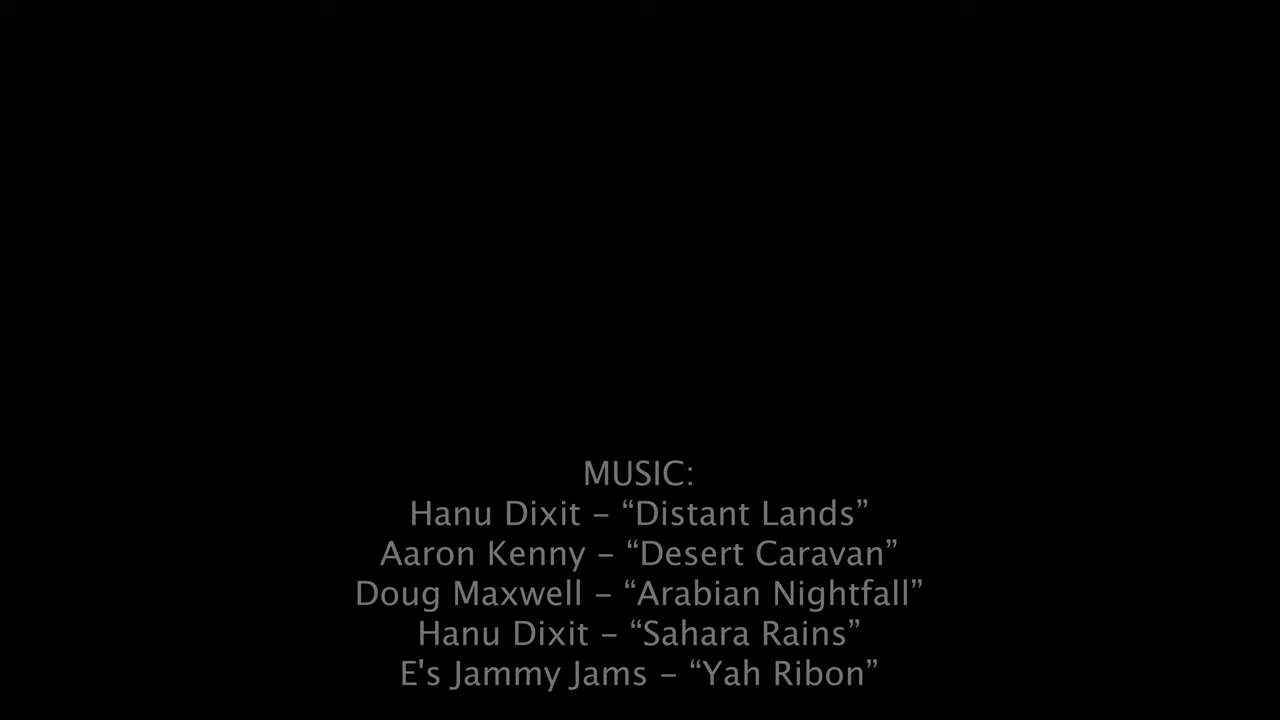 MUSIC:
Hanu Dixit – “Distant Lands”
Aaron Kenny – “Desert Caravan”
Doug Maxwell – “Arabian Nightfall”
Hanu Dixit – “Sahara Rains”
E's Jammy Jams – “Yah Ribon”